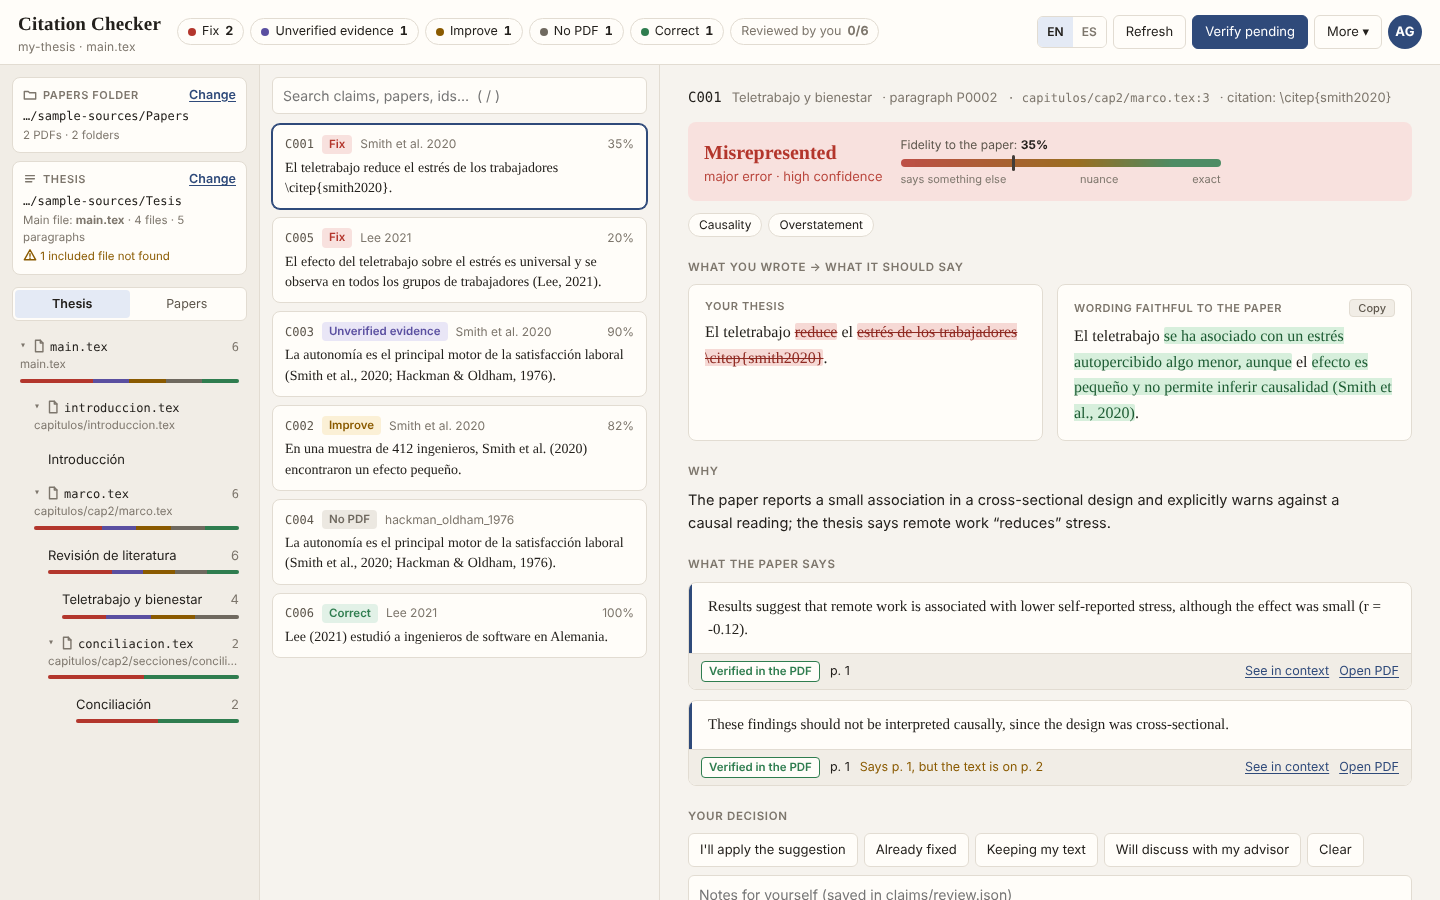 Citation Checker
my-thesis · main.tex
Fix 2
Unverified evidence 1
Improve 1
No PDF 1
Correct 1
Reviewed by you 0/6
EN ES
Refresh
Verify pending
More ▾
AG
PAPERS FOLDER Change
…/sample-sources/Papers
2 PDFs · 2 folders
THESIS Change
…/sample-sources/Tesis
Main file: main.tex · 4 files · 5
paragraphs
1 included file not found
Thesis Papers
main.tex 6
main.tex
introduccion.tex
capitulos/introduccion.tex
Introducción
marco.tex 6
capitulos/cap2/marco.tex
Revisión de literatura 6
Teletrabajo y bienestar 4
conciliacion.tex 2
capitulos/cap2/secciones/concili…
Conciliación 2
Search claims, papers, ids… ( / )
C001 Fix Smith et al. 2020 35%
El teletrabajo reduce el estrés de los trabajadores
\citep{smith2020}.
C005 Fix Lee 2021 20%
El efecto del teletrabajo sobre el estrés es universal y se
observa en todos los grupos de trabajadores (Lee, 2021).
C003 Unverified evidence Smith et al. 2020 90%
La autonomía es el principal motor de la satisfacción laboral
(Smith et al., 2020; Hackman & Oldham, 1976).
C002 Improve Smith et al. 2020 82%
En una muestra de 412 ingenieros, Smith et al. (2020)
encontraron un efecto pequeño.
C004 No PDF hackman_oldham_1976
La autonomía es el principal motor de la satisfacción laboral
(Smith et al., 2020; Hackman & Oldham, 1976).
C006 Correct Lee 2021 100%
Lee (2021) estudió a ingenieros de software en Alemania.
C001 Teletrabajo y bienestar · paragraph P0002 · capitulos/cap2/marco.tex:3 · citation: \citep{smith2020}
Misrepresented
major error · high confidence
Fidelity to the paper: 35%
says something else nuance exact
Causality Overstatement
WHAT YOU WROTE → WHAT IT SHOULD SAY
YOUR THESIS
El teletrabajo reduce el estrés de los trabajadores
\citep{smith2020}.
WORDING FAITHFUL TO THE PAPER Copy
El teletrabajo se ha asociado con un estrés
autopercibido algo menor, aunque el efecto es
pequeño y no permite inferir causalidad (Smith et
al., 2020).
WHY
The paper reports a small association in a cross-sectional design and explicitly warns against a
causal reading; the thesis says remote work “reduces” stress.
WHAT THE PAPER SAYS
Results suggest that remote work is associated with lower self-reported stress, although the effect was small (r =
-0.12).
Verified in the PDF p. 1 See in context Open PDF
These findings should not be interpreted causally, since the design was cross-sectional.
Verified in the PDF p. 1 Says p. 1, but the text is on p. 2 See in context Open PDF
YOUR DECISION
I'll apply the suggestion Already fixed Keeping my text Will discuss with my advisor Clear
Notes for yourself (saved in claims/review.json)